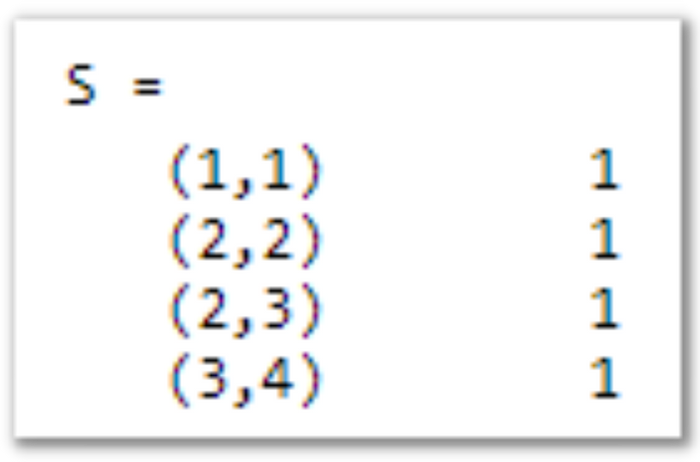 S =
(1,1) 1
(2,2) 1
(2,3) 1
(3,4) 1